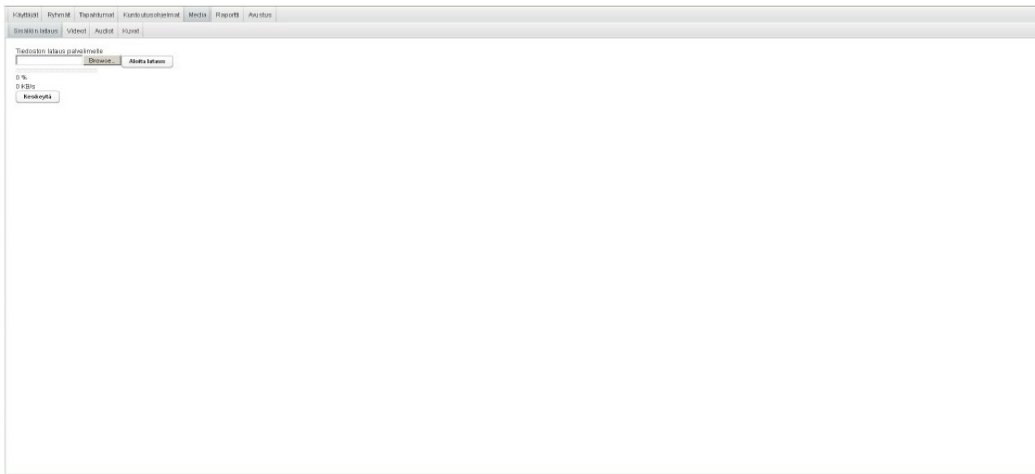 Käyttäjät Ryhmät Tapahtumat Kuntoutusohjelmat Media Raportti Avustus
Sisällön lataus Videot Audiot Kuvat
Tiedoston lataus palvelimelle
Browse... Aloita lataus
0 %
0 KB/s
Keskeytä